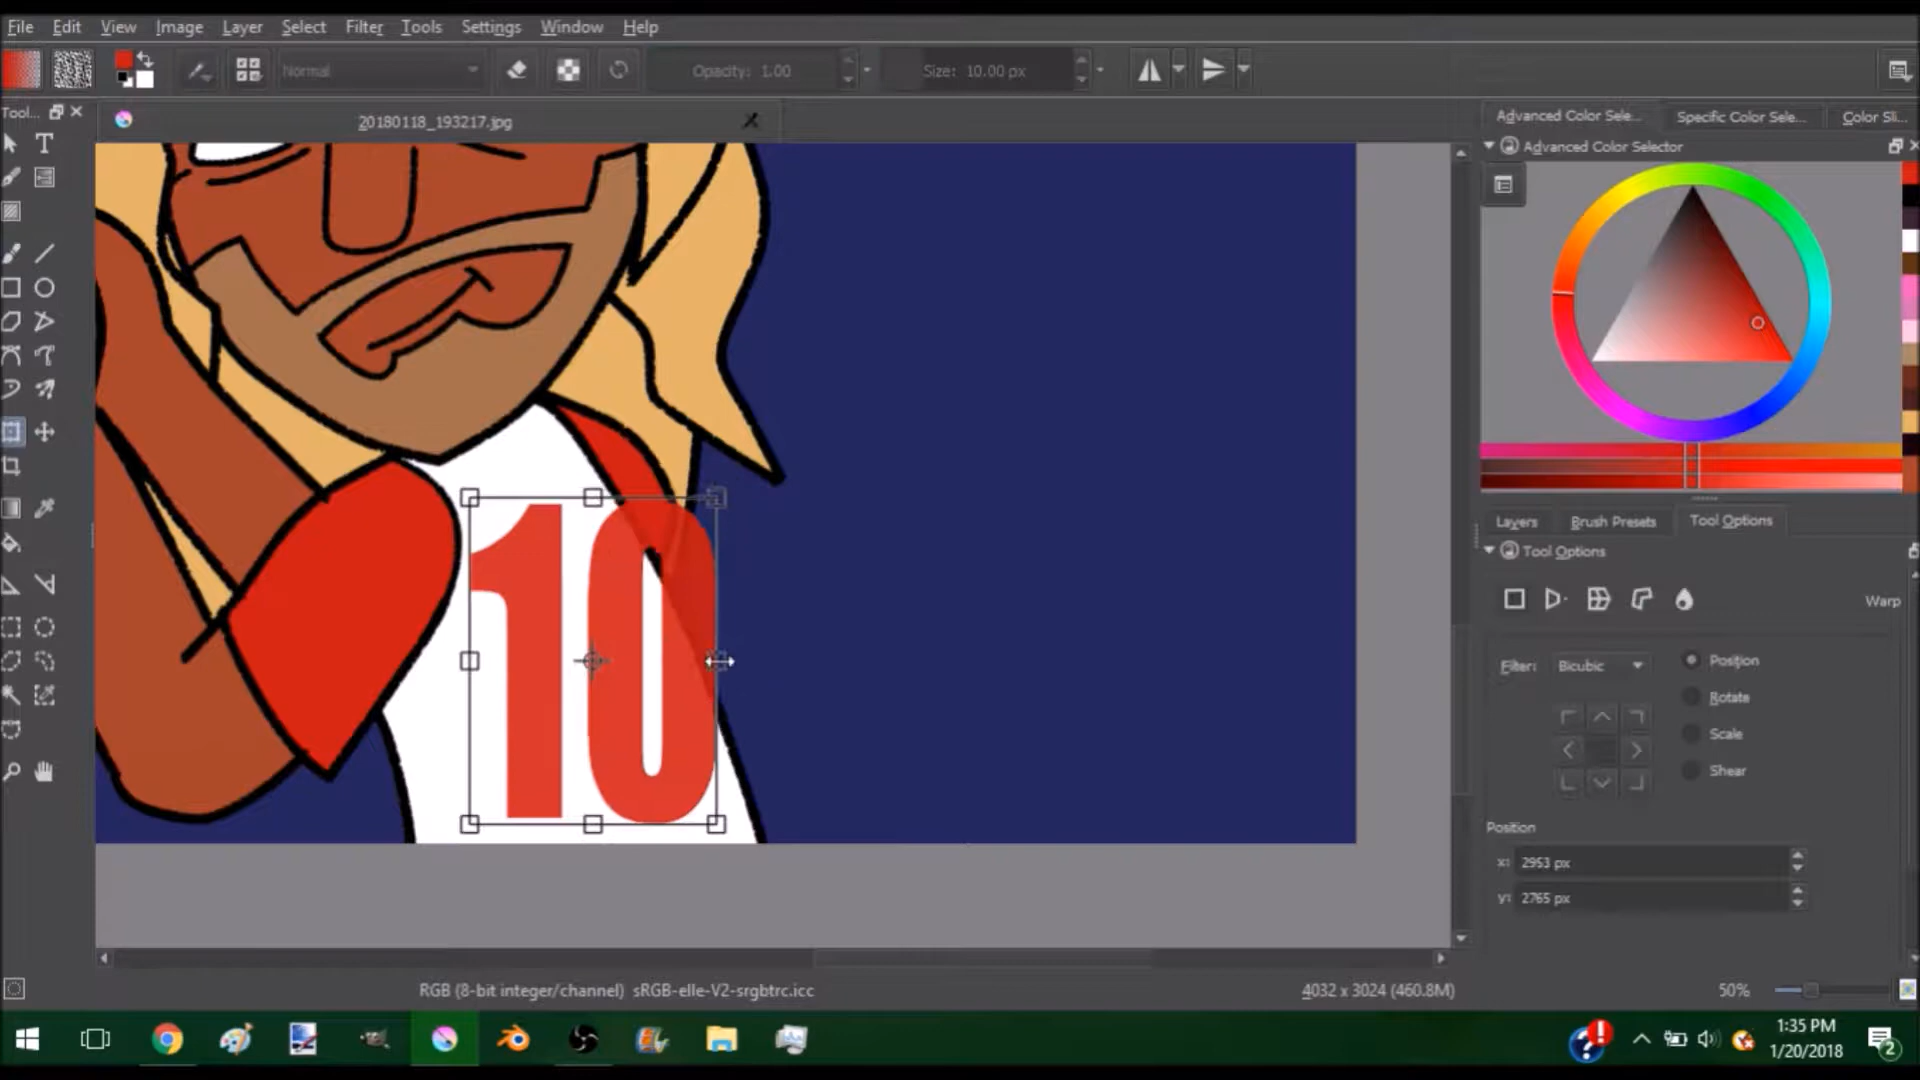 File Edit View Image Layer Select Filter Tools Settings Window Help
Normal Opacity: 1.00 Size: 10.00 px
Tool...
20180118_193217.jpg
Advanced Color Sele... Specific Color Sele... Color Sli...
Advanced Color Selector
10
Layers Brush Presets Tool Options
Tool Options
Warp
Filter: Bicubic
Position
Rotate
Scale
Shear
Position
x: 2953 px
y: 2765 px
RGB (8-bit integer/channel) sRGB-elle-V2-srgbtrc.icc 4032 x 3024 (460.8M) 50%
1:35 PM
1/20/2018
2